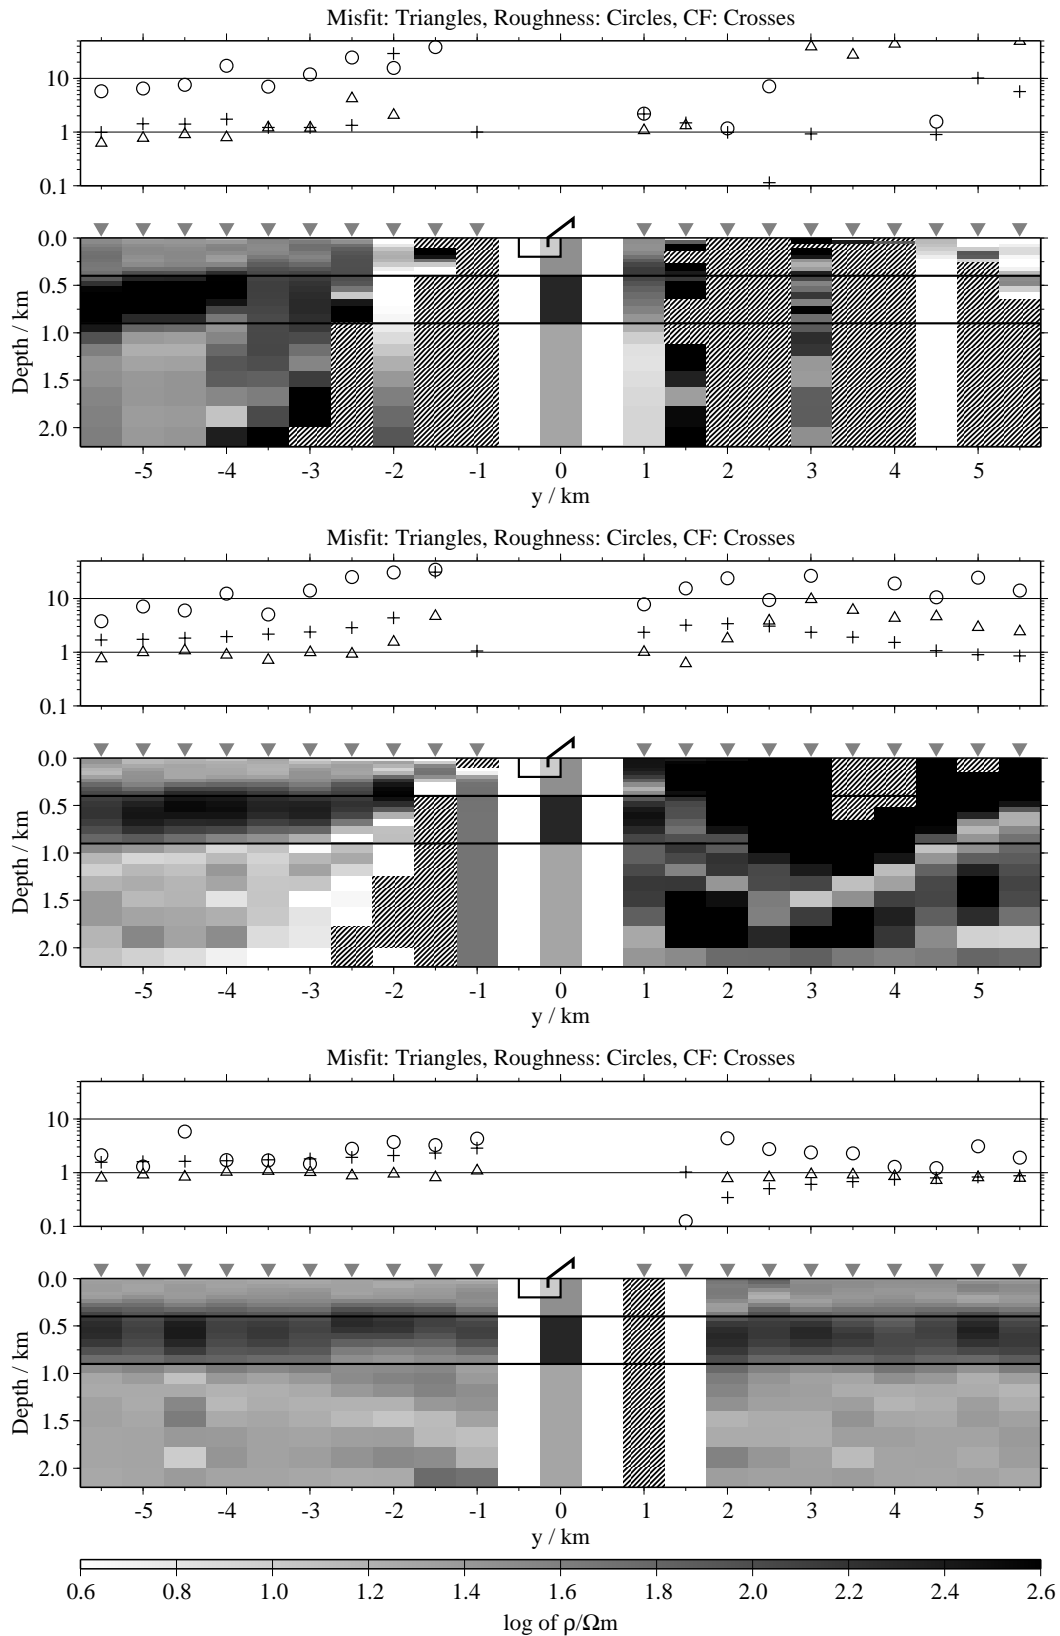 Misfit: Triangles, Roughness: Circles, CF: Crosses
10
1
0.1
0.0
0.5
1.0
1.5
2.0
Depth / km
-5 -4 -3 -2 -1 0 1 2 3 4 5
y / km
Misfit: Triangles, Roughness: Circles, CF: Crosses
10
1
0.1
0.0
0.5
1.0
1.5
2.0
Depth / km
-5 -4 -3 -2 -1 0 1 2 3 4 5
y / km
Misfit: Triangles, Roughness: Circles, CF: Crosses
10
1
0.1
0.0
0.5
1.0
1.5
2.0
Depth / km
-5 -4 -3 -2 -1 0 1 2 3 4 5
y / km
0.6 0.8 1.0 1.2 1.4 1.6 1.8 2.0 2.2 2.4 2.6
log of ρ/Ωm